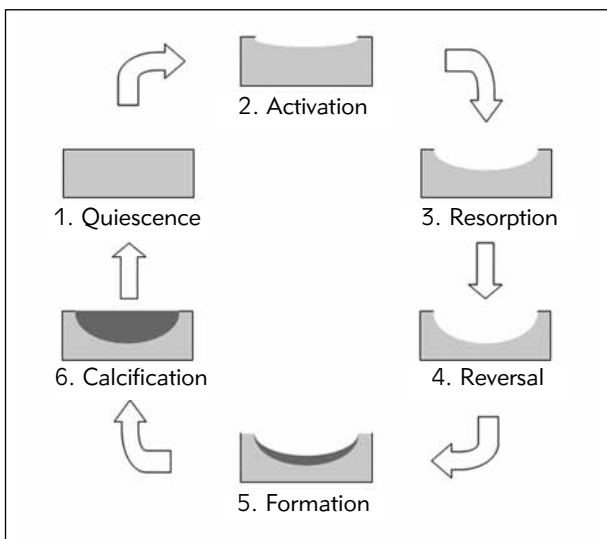 2. Activation
1. Quiescence
3. Resorption
6. Calcification
4. Reversal
5. Formation